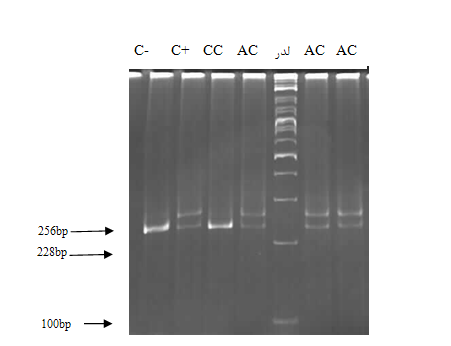 C- C+ CC AC لدر AC AC
256bp
228bp
100bp